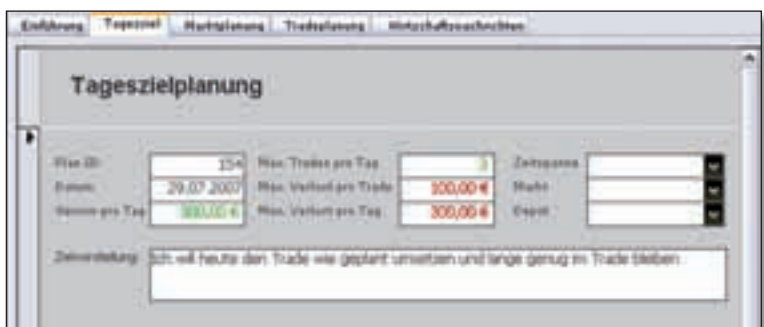 Einführung Tagesziel Marktplanung Tradeplanung Wirtschaftsnachrichten
Tageszielplanung
Plan ID: 154 Max. Trades pro Tag 3 Zeitspanne
Datum: 29.07.2007 Max. Verlust pro Trade 100,00 € Markt
pro Tag 300,00 € Max. Verlust pro Tag 300,00 € Depot
Zielvorstellung: Ich will heute den Trade wie geplant umsetzen und lange genug im Trade bleiben